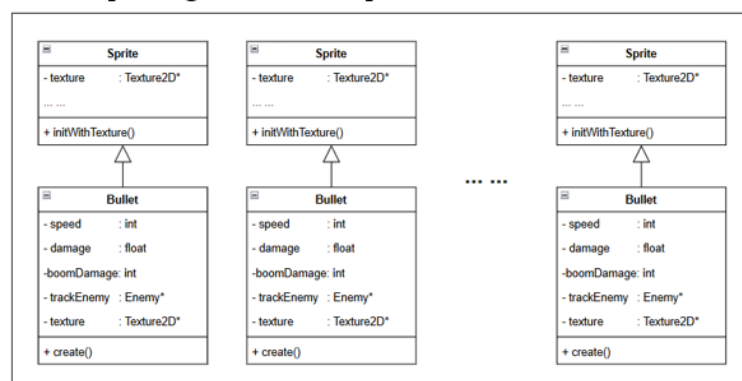 Sprite
- texture : Texture2D*
... ...
+ initWithTexture()
Bullet
- speed : int
- damage : float
-boomDamage: int
- trackEnemy : Enemy*
- texture : Texture2D*
+ create()
Sprite
- texture : Texture2D*
... ...
+ initWithTexture()
Bullet
- speed : int
- damage : float
-boomDamage: int
- trackEnemy : Enemy*
- texture : Texture2D*
+ create()
... ...
Sprite
- texture : Texture2D*
... ...
+ initWithTexture()
Bullet
- speed : int
- damage : float
-boomDamage: int
- trackEnemy : Enemy*
- texture : Texture2D*
+ create()